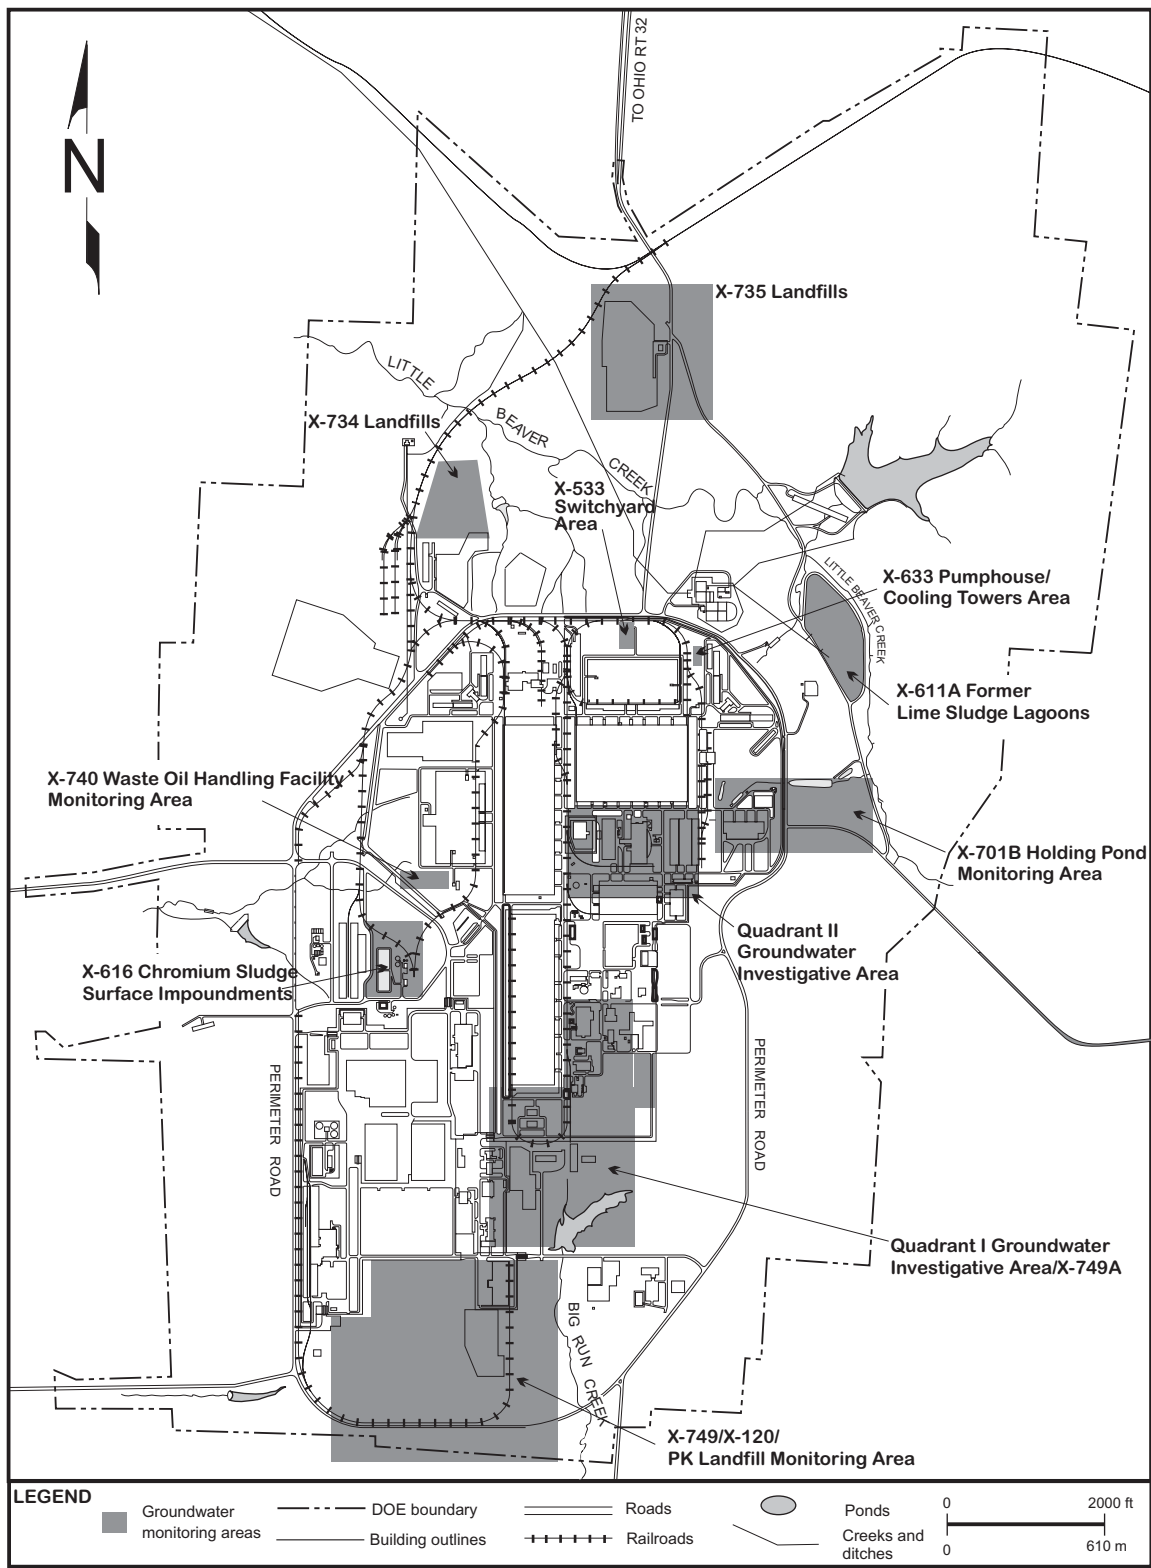 TO OHIO RT 32
N
X-735 Landfills
LITTLE
BEAVER
CREEK
X-734 Landfills
X-533
Switchyard
Area
LITTLE BEAVER CREEK
X-633 Pumphouse/
Cooling Towers Area
X-611A Former
Lime Sludge Lagoons
X-740 Waste Oil Handling Facility
Monitoring Area
X-701B Holding Pond
Monitoring Area
Quadrant II
Groundwater
Investigative Area
X-616 Chromium Sludge
Surface Impoundments
PERIMETER ROAD
PERIMETER ROAD
Quadrant I Groundwater
Investigative Area/X-749A
BIG RUN CREEK
X-749/X-120/
PK Landfill Monitoring Area
LEGEND
Groundwater
monitoring areas
DOE boundary
Building outlines
Roads
Railroads
Ponds
Creeks and
ditches
0 2000 ft
0 610 m